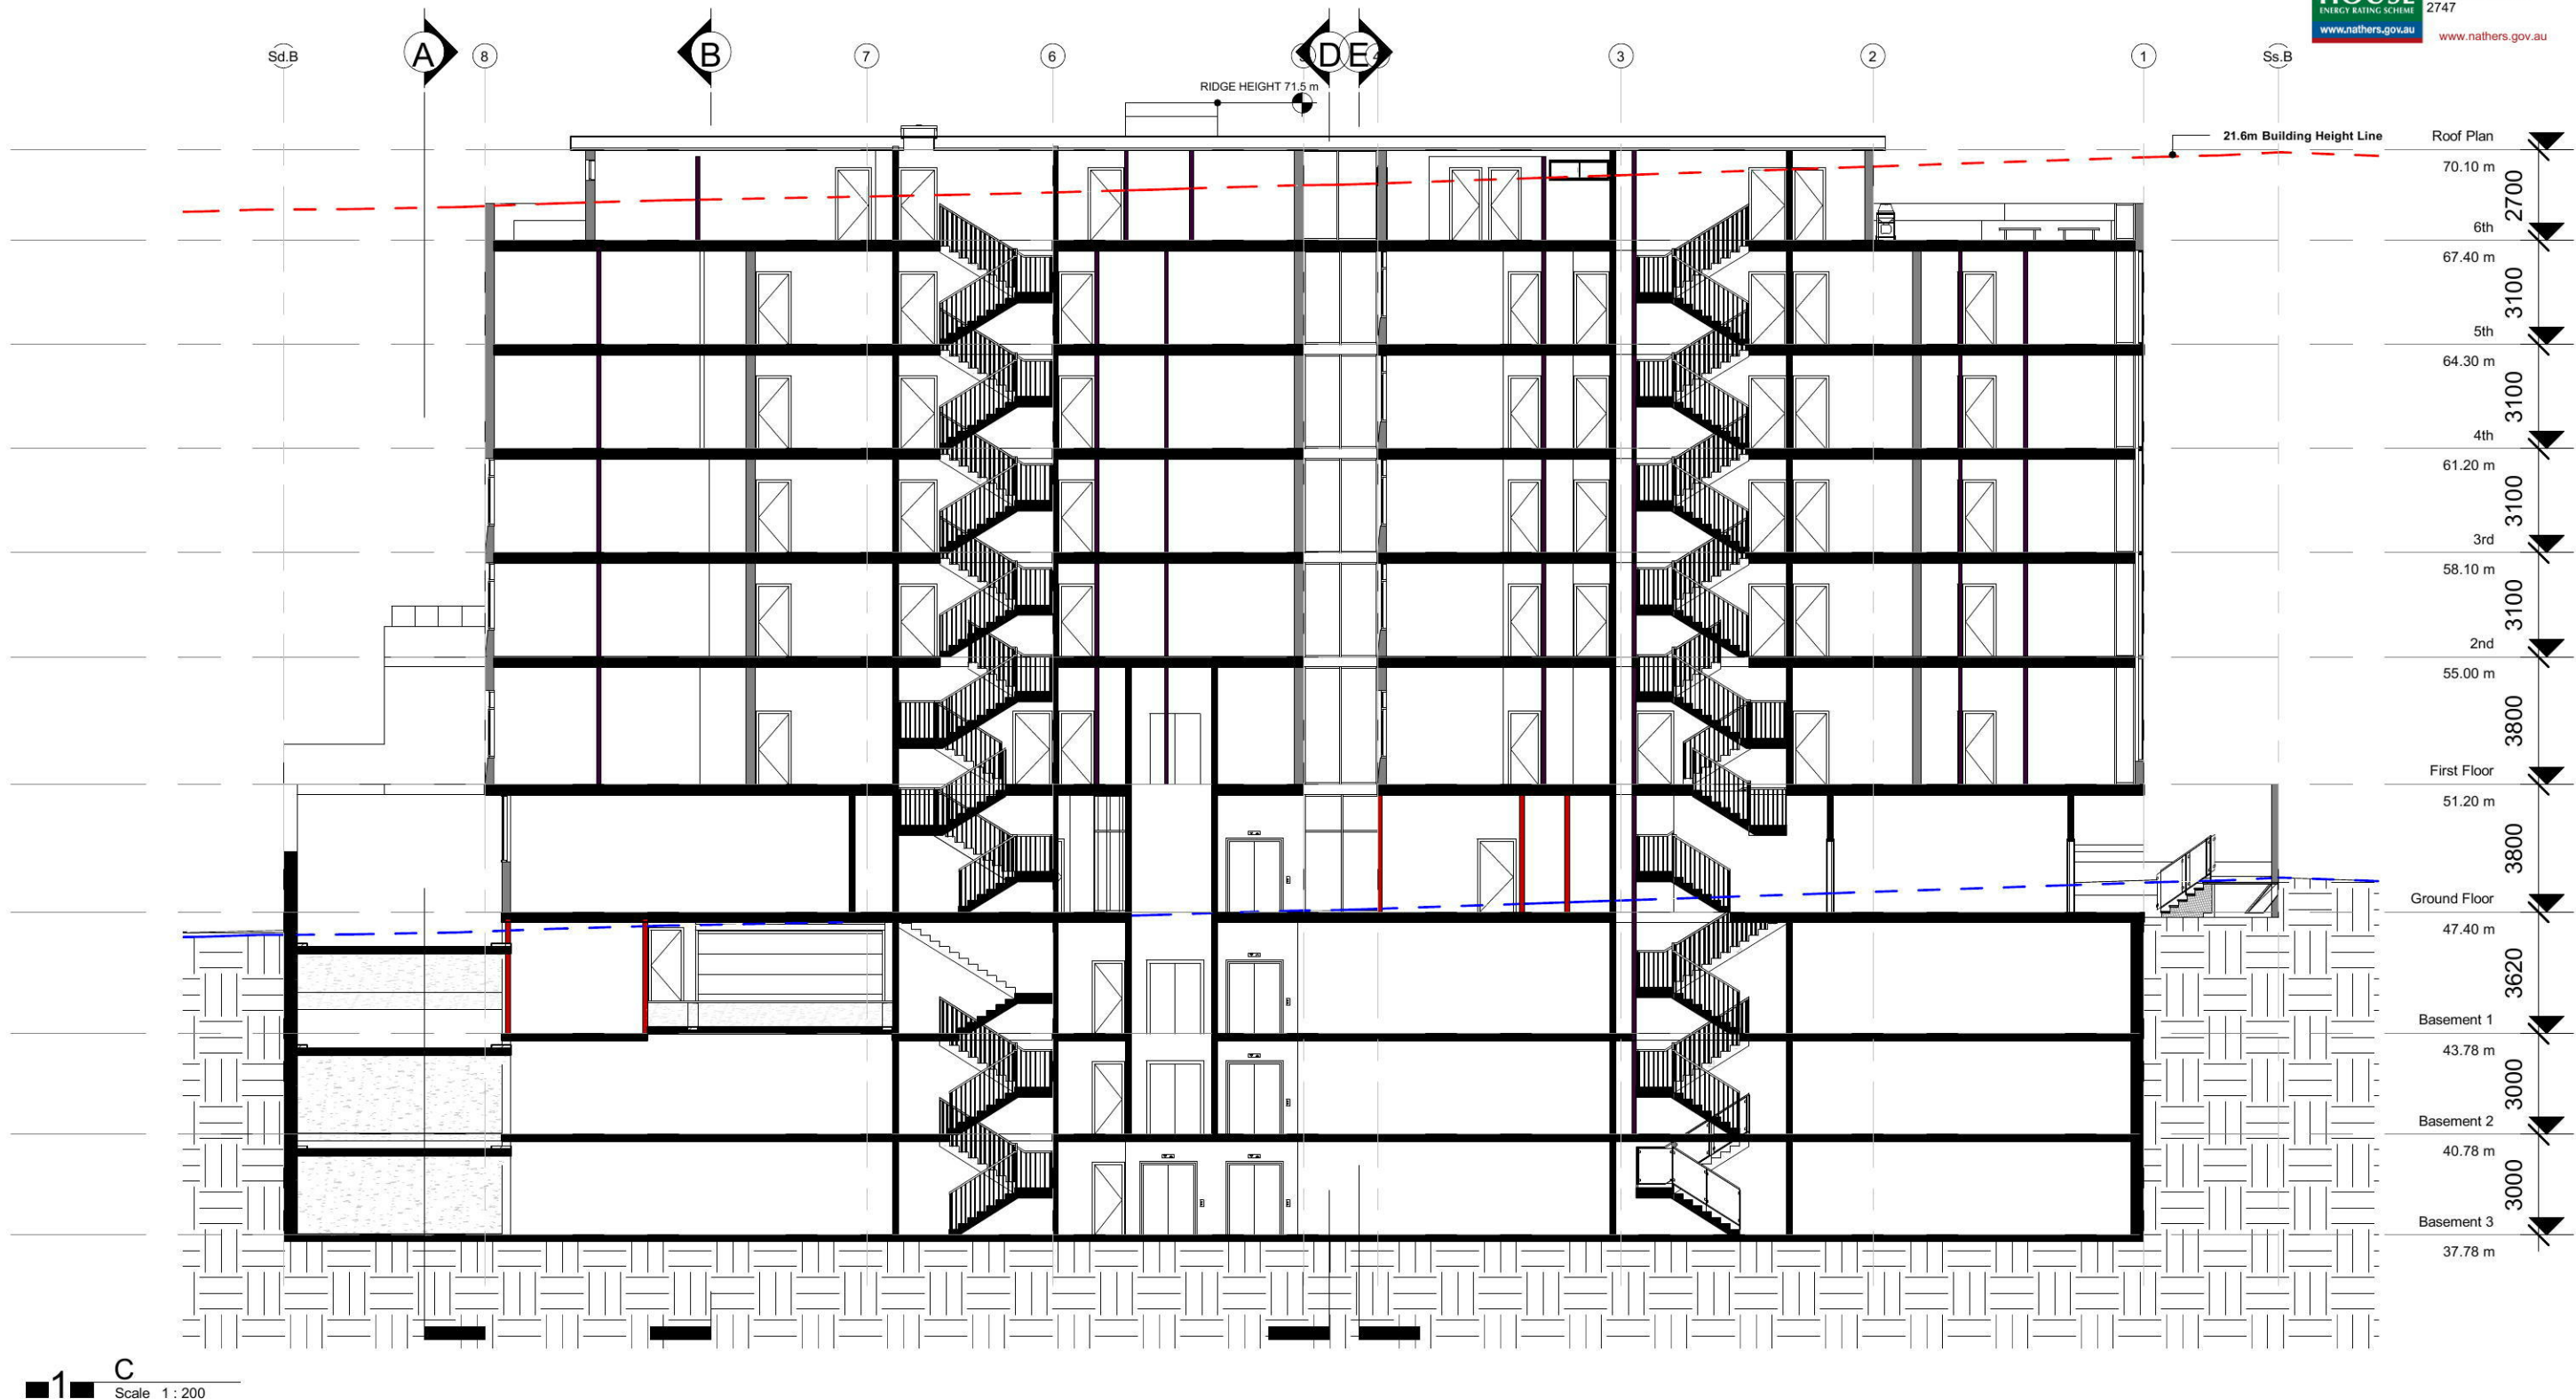 HOUSE
ENERGY RATING SCHEME
www.nathers.gov.au
2747
www.nathers.gov.au
Sd.B
A
8
B
7
6
D
E
3
2
1
Ss.B
RIDGE HEIGHT 71.5 m
21.6m Building Height Line
Roof Plan
70.10 m
2700
6th
67.40 m
3100
5th
64.30 m
3100
4th
61.20 m
3100
3rd
58.10 m
3100
2nd
55.00 m
3800
First Floor
51.20 m
3800
Ground Floor
47.40 m
3620
Basement 1
43.78 m
3000
Basement 2
40.78 m
3000
Basement 3
37.78 m
1
C
Scale 1 : 200